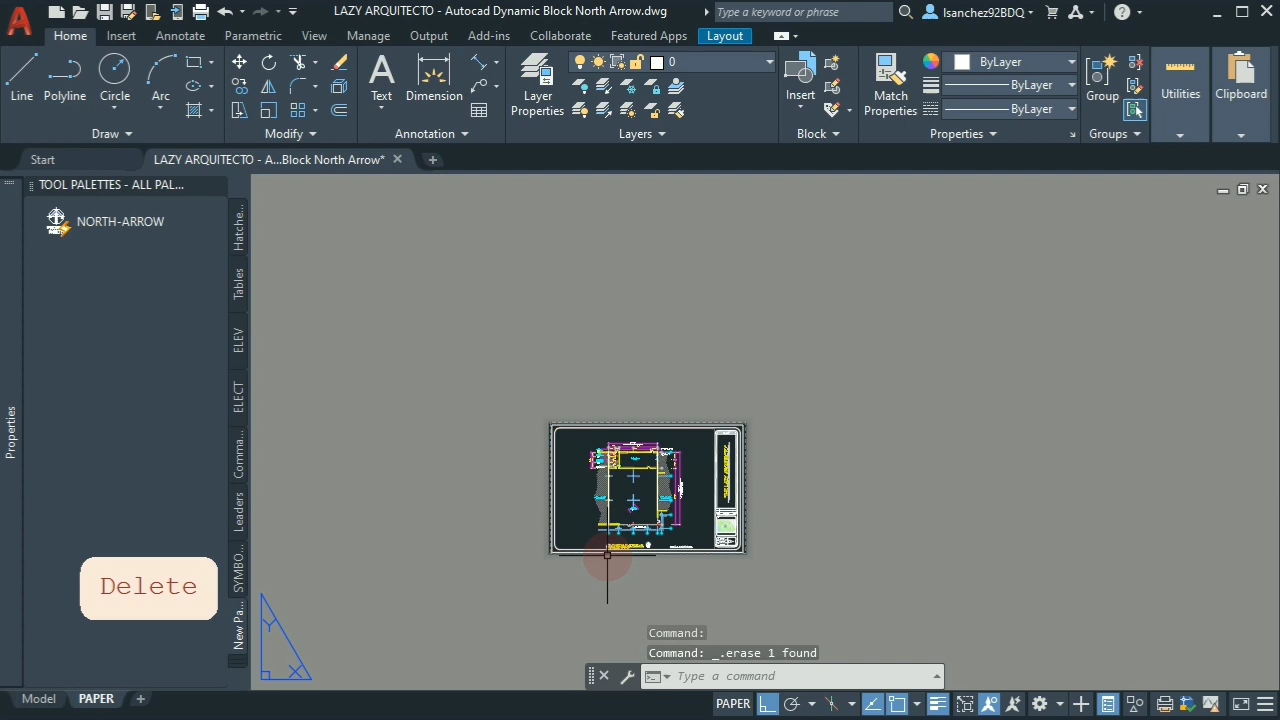 LAZY ARQUITECTO - Autocad Dynamic Block North Arrow.dwg
Type a keyword or phrase
lsanchez92BDQ
Home
Insert
Annotate
Parametric
View
Manage
Output
Add-ins
Collaborate
Express Tools
Featured Apps
Layout
Line
Polyline
Circle
Arc
Text
Dimension
Layer
Properties
0
Insert
Match
Properties
ByLayer
ByLayer
ByLayer
Group
Utilities
Clipboard
Draw
Modify
Annotation
Layers
Block
Properties
Groups
Start
LAZY ARQUITECTO - A...Block North Arrow*
TOOL PALETTES - ALL PAL...
NORTH-ARROW
Hatche...
Tables
ELEV
ELECT
Comma...
Leaders
SYMBO...
New Pa...
Properties
Delete
Y
X
Command:
Command: _.erase 1 found
Type a command
Model
PAPER
PAPER